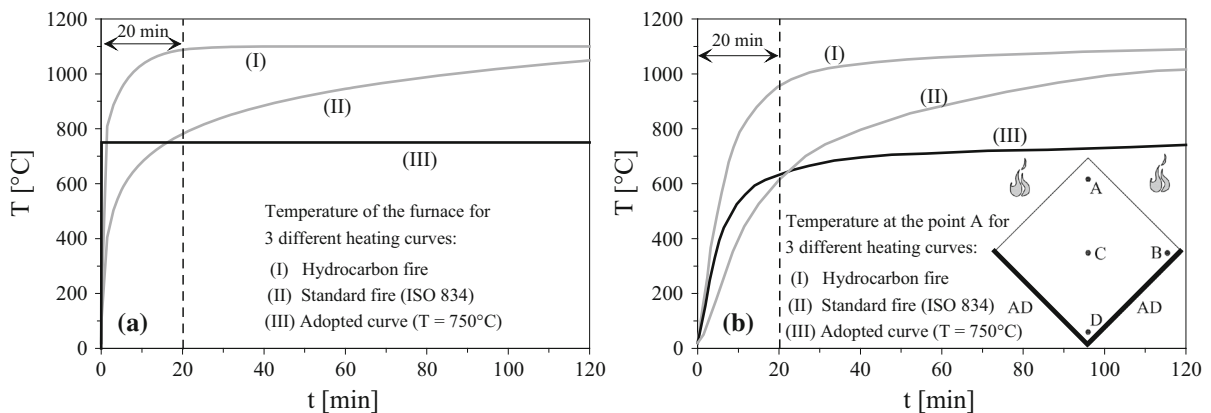 1200
1000
800
600
400
200
0
T [°C]
20 min
(I)
(II)
(III)
Temperature of the furnace for
3 different heating curves:
(I) Hydrocarbon fire
(II) Standard fire (ISO 834)
(III) Adopted curve (T = 750°C)
(a)
0 20 40 60 80 100 120
t [min]
1200
1000
800
600
400
200
0
T [°C]
20 min
(I)
(II)
(III)
Temperature at the point A for
3 different heating curves:
(I) Hydrocarbon fire
(II) Standard fire (ISO 834)
(III) Adopted curve (T = 750°C)
A
C
B
AD
D
AD
(b)
0 20 40 60 80 100 120
t [min]